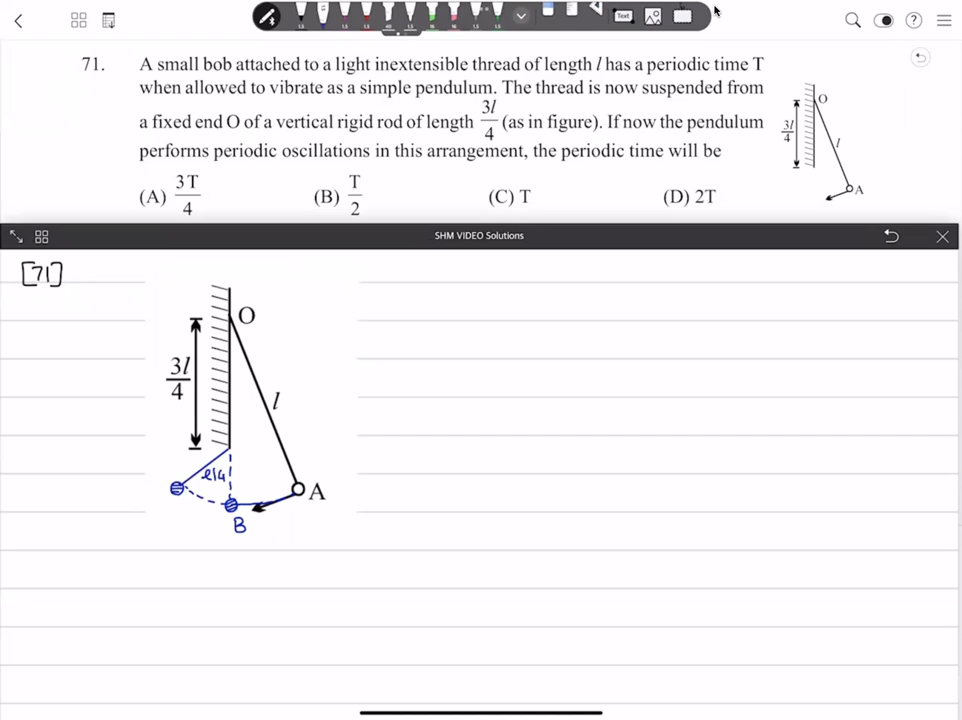 Text
71. A small bob attached to a light inextensible thread of length l has a periodic time T
when allowed to vibrate as a simple pendulum. The thread is now suspended from
a fixed end O of a vertical rigid rod of length 3l/4 (as in figure). If now the pendulum
performs periodic oscillations in this arrangement, the periodic time will be
(A) 3T/4 (B) T/2 (C) T (D) 2T
O
3l/4
l
A
SHM VIDEO Solutions
[71]
O
3l/4
l
l/4
A
B